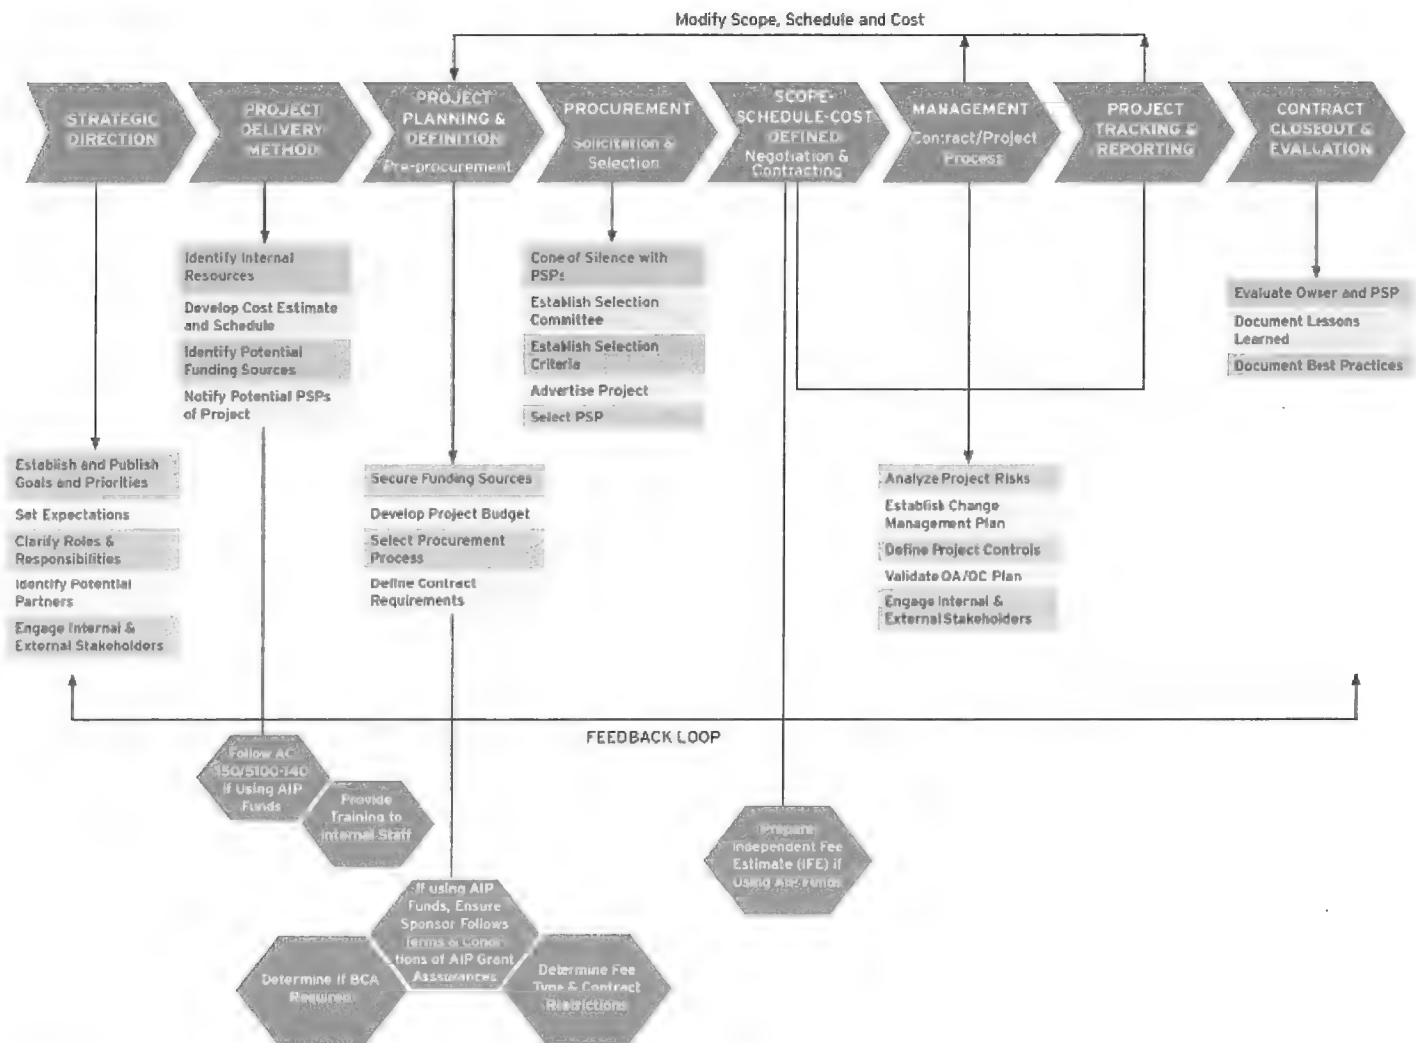 Modify Scope, Schedule and Cost
STRATEGIC
DIRECTION
PROJECT
DELIVERY
METHOD
PROJECT
PLANNING &
DEFINITION
Pre-procurement
PROCUREMENT
Solicitation &
Selection
SCOPE-
SCHEDULE-COST
DEFINED
Negotiation &
Contracting
MANAGEMENT
Contract/Project
Process
PROJECT
TRACKING &
REPORTING
CONTRACT
CLOSEOUT &
EVALUATION
Identify Internal
Resources
Develop Cost Estimate
and Schedule
Identify Potential
Funding Sources
Notify Potential PSPs
of Project
Cone of Silence with
PSPs
Establish Selection
Committee
Establish Selection
Criteria
Advertise Project
Select PSP
Evaluate Owner and PSP
Document Lessons
Learned
Document Best Practices
Establish and Publish
Goals and Priorities
Set Expectations
Clarify Roles &
Responsibilities
Identify Potential
Partners
Engage Internal &
External Stakeholders
Secure Funding Sources
Develop Project Budget
Select Procurement
Process
Define Contract
Requirements
Analyze Project Risks
Establish Change
Management Plan
Define Project Controls
Validate QA/QC Plan
Engage Internal &
External Stakeholders
FEEDBACK LOOP
Follow AC
150/5100-14D
if Using AIP
Funds
Provide
Training to
Internal Staff
Prepare
Independent Fee
Estimate (IFE) if
Using AIP Funds
If using AIP
Funds, Ensure
Sponsor Follows
Terms & Condi-
tions of AIP Grant
Asssurances
Determine if BCA
Required
Determine Fee
Type & Contract
Restrictions